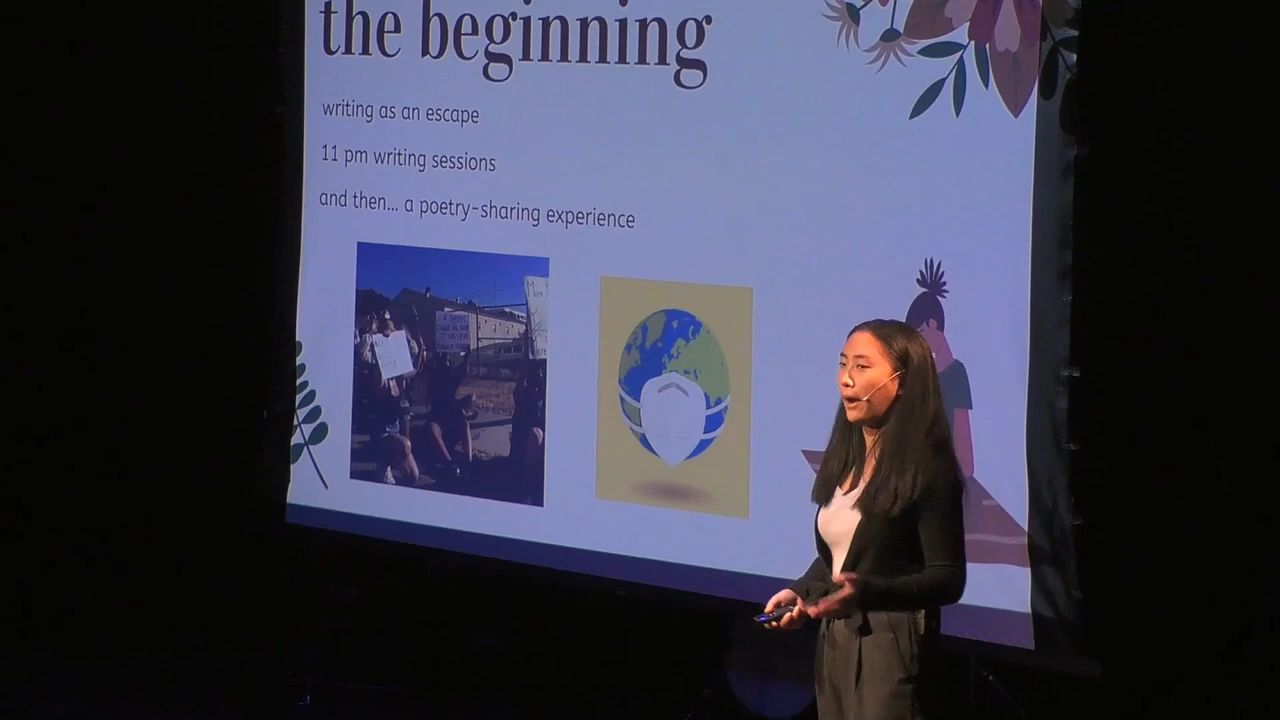 the beginning
writing as an escape
11 pm writing sessions
and then... a poetry-sharing experience